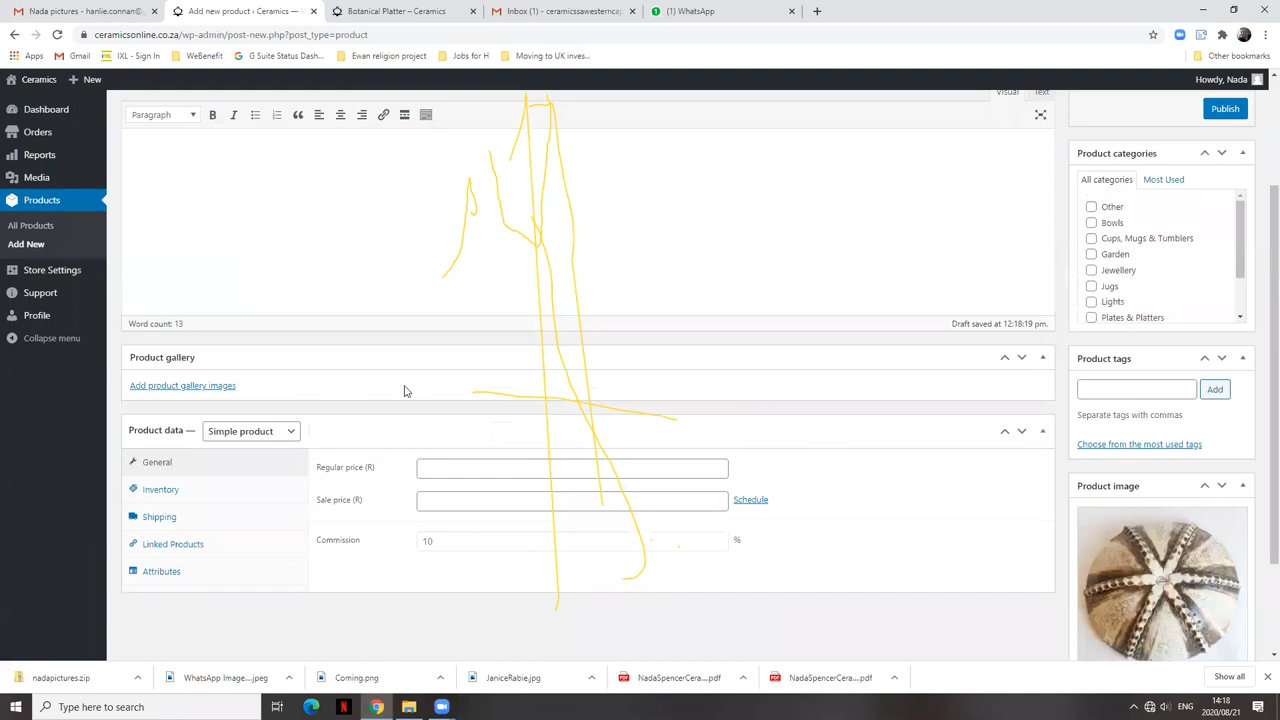 Nada pictures - hanlie.connan@g
Add new product ‹ Ceramics — W
Botanical Platter – Ceramics
Inbox (1) - ceramicssawesternca
(1) WhatsApp
ceramicsonline.co.za/wp-admin/post-new.php?post_type=product
Apps
Gmail
IXL - Sign In
WeBenefit
G Suite Status Dash...
Ewan religion project
Jobs for H
Moving to UK inves...
Other bookmarks
Ceramics
New
Howdy, Nada
Dashboard
Orders
Reports
Media
Products
All Products
Add New
Store Settings
Support
Profile
Collapse menu
Visual
Text
Paragraph
Word count: 13
Draft saved at 12:18:19 pm.
Product gallery
Add product gallery images
Product data —
Simple product
General
Inventory
Shipping
Linked Products
Attributes
Regular price (R)
Sale price (R)
Schedule
Commission
10
%
Publish
Product categories
All categories
Most Used
Other
Bowls
Cups, Mugs & Tumblers
Garden
Jewellery
Jugs
Lights
Plates & Platters
Product tags
Add
Separate tags with commas
Choose from the most used tags
Product image
nadapictures.zip
WhatsApp Image....jpeg
Coming.png
JaniceRabie.jpeg
NadaSpencerCera....pdf
NadaSpencerCera....pdf
Show all
Type here to search
ENG
14:18
2020/08/21